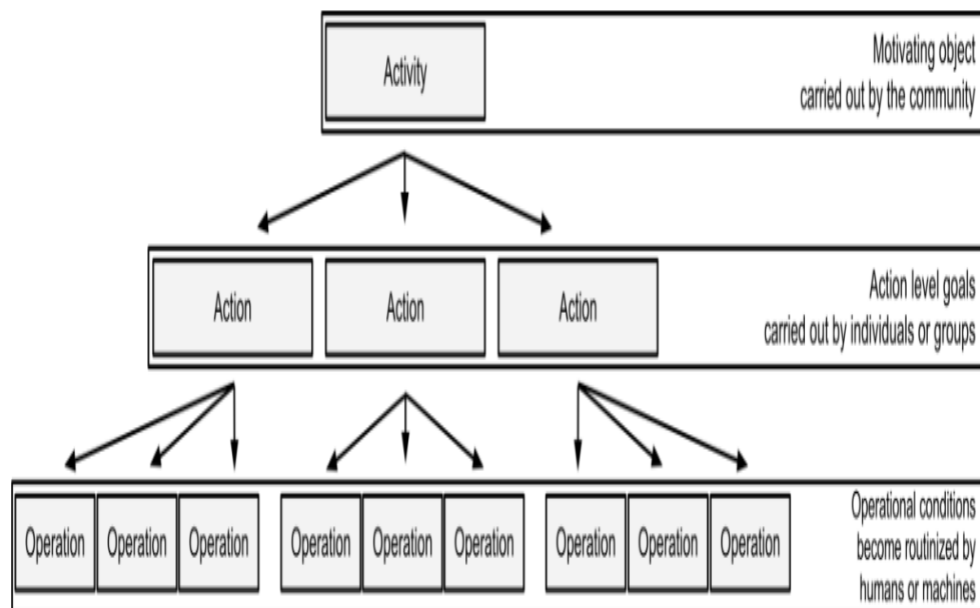 Activity
Motivating object
carried out by the community
Action Action Action
Action level goals
carried out by individuals or groups
Operation Operation Operation Operation Operation Operation Operation Operation Operation
Operational conditions
become routinized by
humans or machines